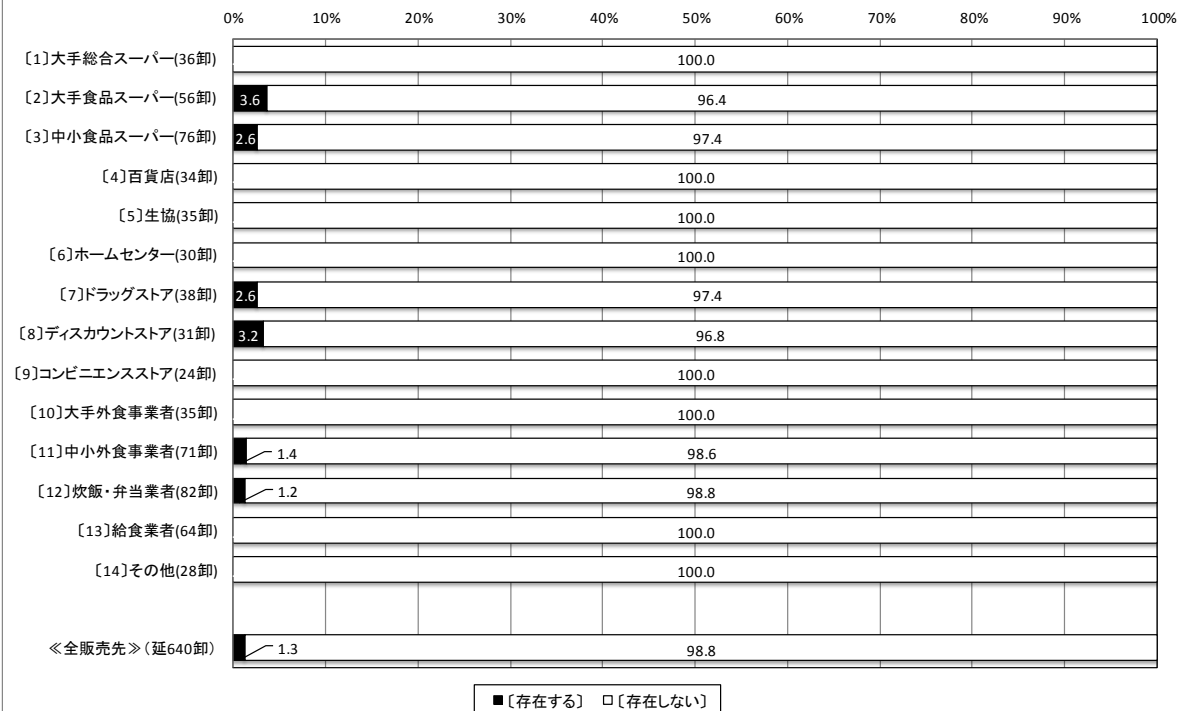 0% 10% 20% 30% 40% 50% 60% 70% 80% 90% 100%
〔1〕大手総合スーパー(36卸) 100.0
〔2〕大手食品スーパー(56卸) 3.6 96.4
〔3〕中小食品スーパー(76卸) 2.6 97.4
〔4〕百貨店(34卸) 100.0
〔5〕生協(35卸) 100.0
〔6〕ホームセンター(30卸) 100.0
〔7〕ドラッグストア(38卸) 2.6 97.4
〔8〕ディスカウントストア(31卸) 3.2 96.8
〔9〕コンビニエンスストア(24卸) 100.0
〔10〕大手外食事業者(35卸) 100.0
〔11〕中小外食事業者(71卸) 1.4 98.6
〔12〕炊飯・弁当業者(82卸) 1.2 98.8
〔13〕給食業者(64卸) 100.0
〔14〕その他(28卸) 100.0
≪全販売先≫（延640卸） 1.3 98.8
■〔存在する〕 □〔存在しない〕